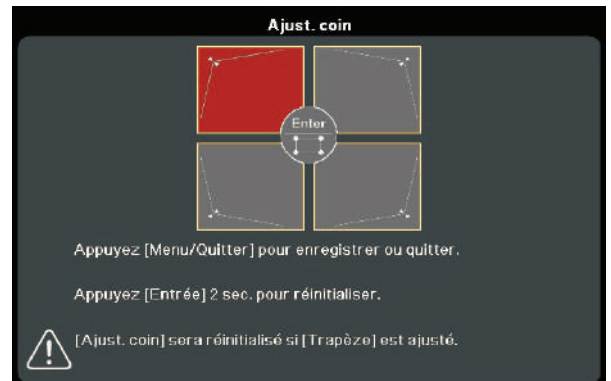 Ajust. coin
Enter
Appuyez [Menu/Quitter] pour enregistrer ou quitter.
Appuyez [Entrée] 2 sec. pour réinitialiser.
[Ajust. coin] sera réinitialisé si [Trapèze] est ajusté.